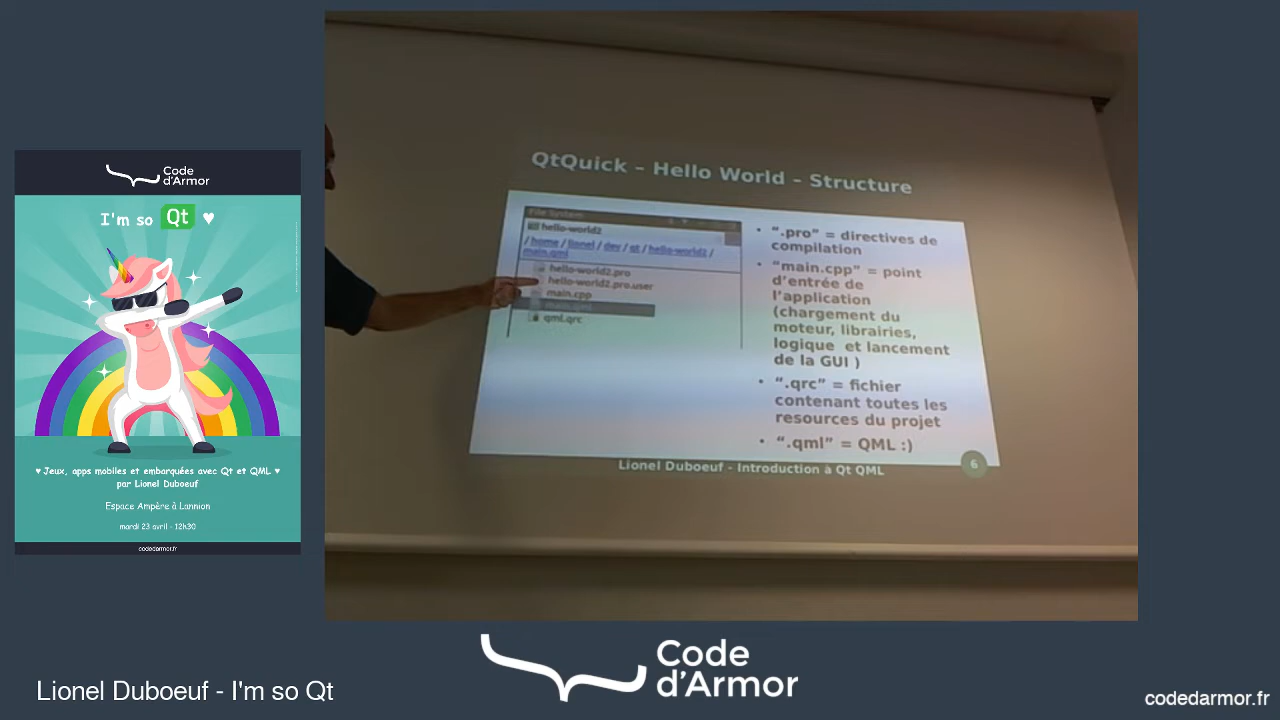 Code
d'Armor
I'm so Qt ♥
♥ Jeux, apps mobiles et embarquées avec Qt et QML ♥
par Lionel Duboeuf
Espace Ampère à Lannion
mardi 23 avril - 12h30
codedarmor.fr
QtQuick – Hello World – Structure
File System
hello-world2
/ home / lionel / dev / qt / hello-world2 /
main.qml
hello-world2.pro
hello-world2.pro.user
main.cpp
qml.qrc
• “.pro” = directives de
compilation
• “main.cpp” = point
d’entrée de
l’application
(chargement du
moteur, librairies,
logique et lancement
de la GUI )
• “.qrc” = fichier
contenant toutes les
resources du projet
• “.qml” = QML :)
Lionel Duboeuf - Introduction à Qt QML
6
Lionel Duboeuf - I'm so Qt
Code
d'Armor
codedarmor.fr